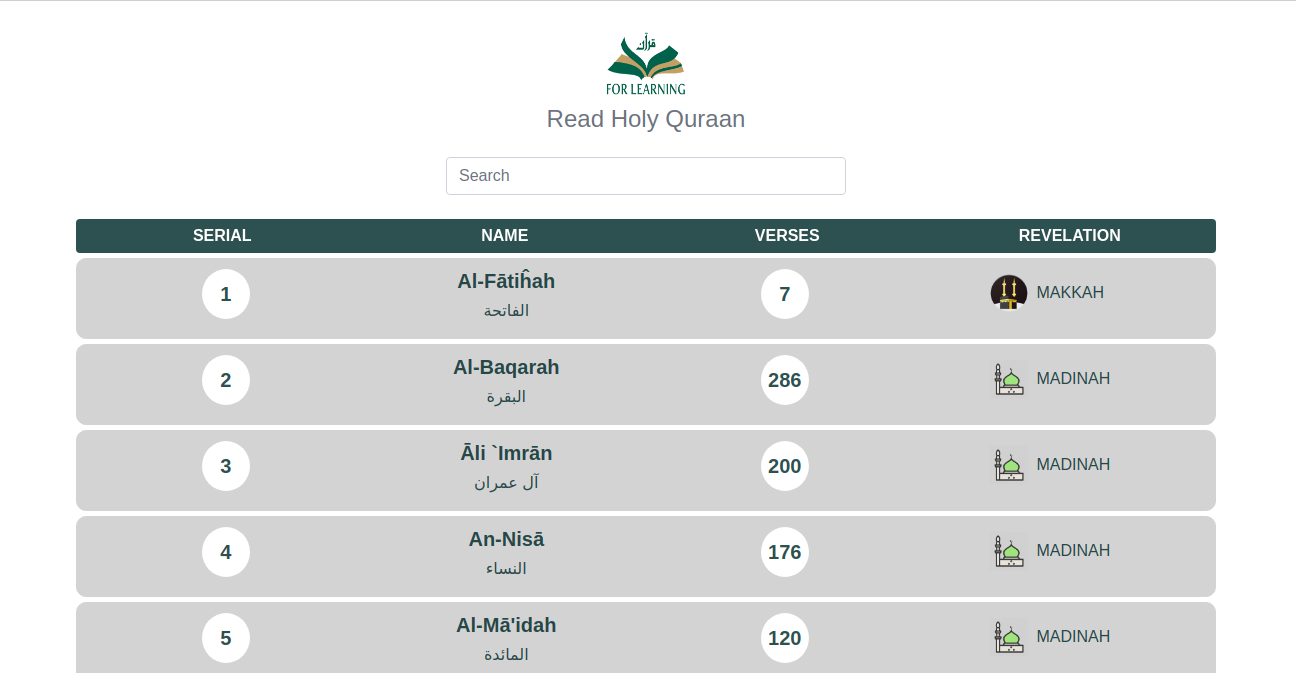 قرآن
FOR LEARNING
Read Holy Quraan
Search
SERIAL NAME VERSES REVELATION
1 Al-Fātiĥah 7 MAKKAH
الفاتحة
2 Al-Baqarah 286 MADINAH
البقرة
3 Āli `Imrān 200 MADINAH
آل عمران
4 An-Nisā 176 MADINAH
النساء
5 Al-Mā'idah 120 MADINAH
المائدة